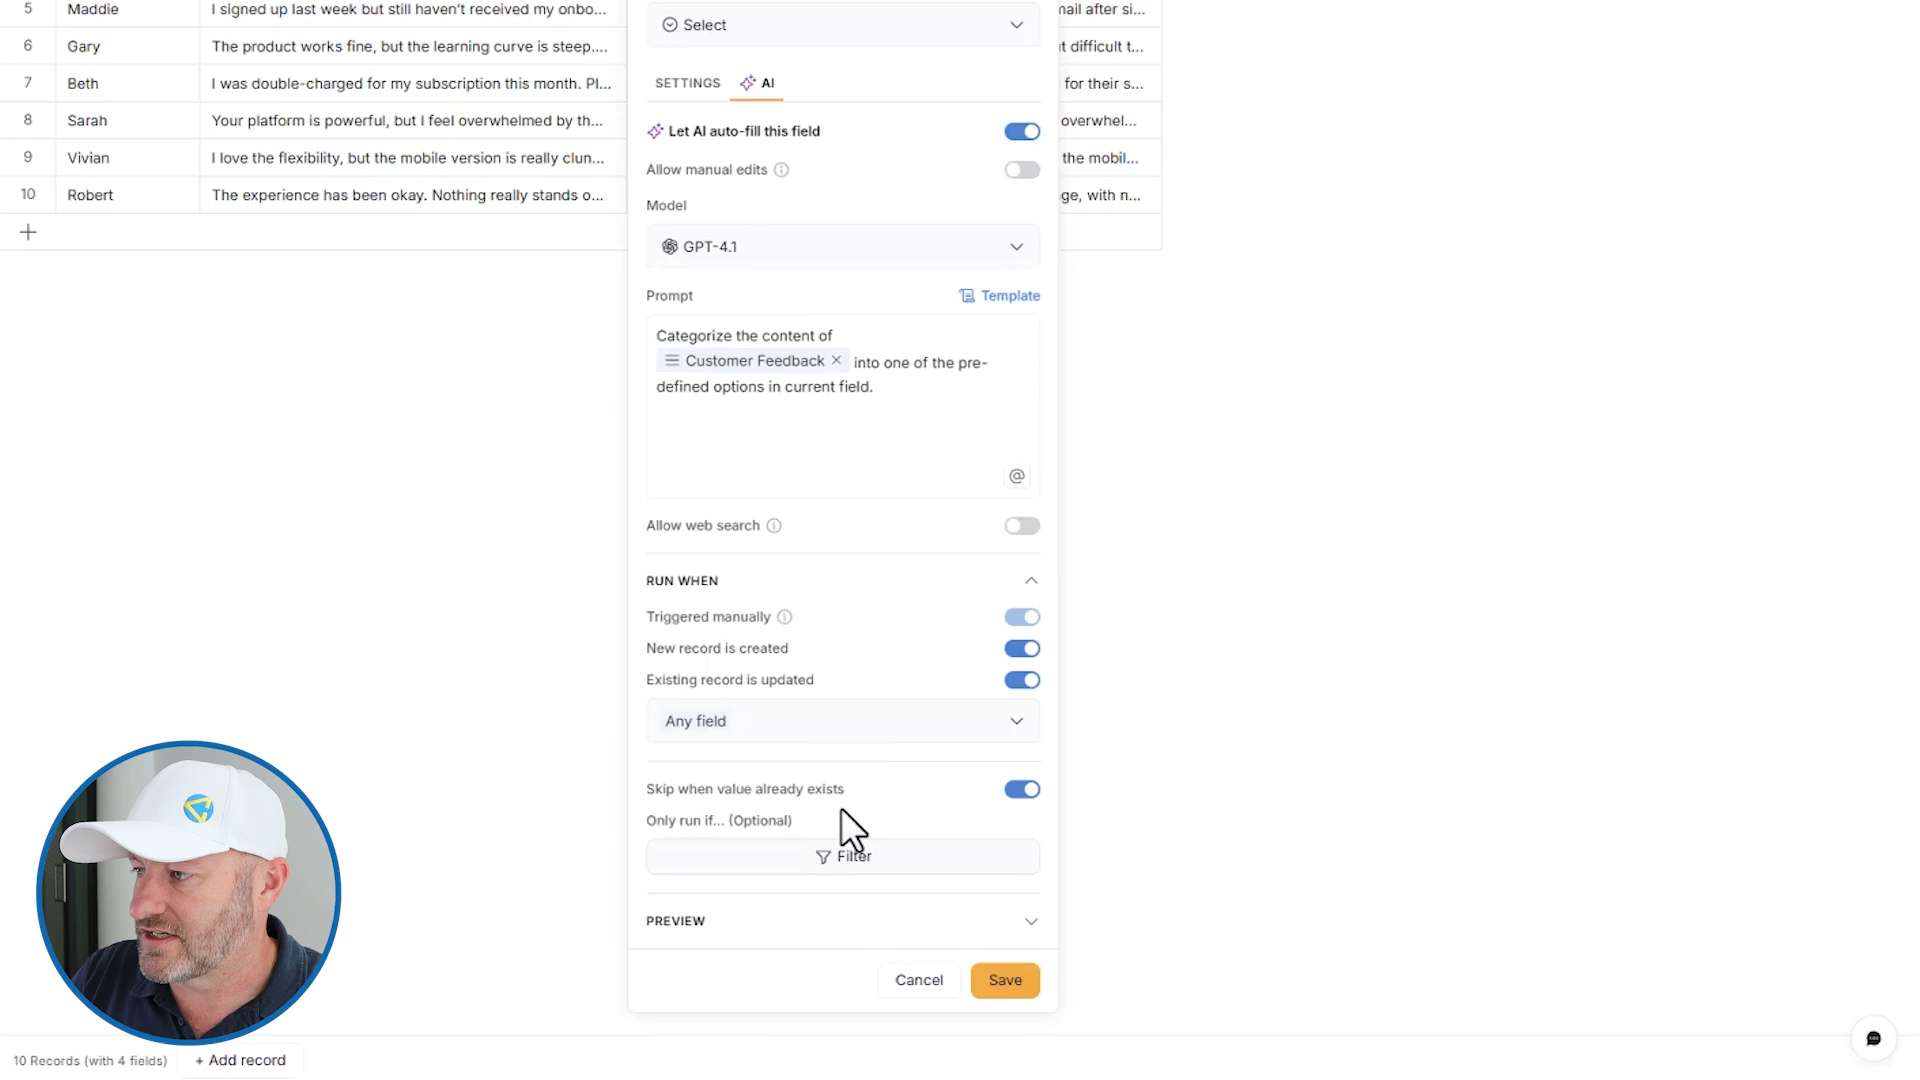 5 Maddie I signed up last week but still haven't received my onbo... nail after si...
6 Gary The product works fine, but the learning curve is steep.... t difficult t...
7 Beth I was double-charged for my subscription this month. Pl... for their s...
8 Sarah Your platform is powerful, but I feel overwhelmed by th... overwhel...
9 Vivian I love the flexibility, but the mobile version is really clun... the mobil...
10 Robert The experience has been okay. Nothing really stands o... ge, with n...
Select
SETTINGS AI
Let AI auto-fill this field
Allow manual edits
Model
GPT-4.1
Prompt Template
Categorize the content of
Customer Feedback × into one of the pre-
defined options in current field.
@
Allow web search
RUN WHEN
Triggered manually
New record is created
Existing record is updated
Any field
Skip when value already exists
Only run if... (Optional)
Filter
PREVIEW
Cancel Save
10 Records (with 4 fields) + Add record